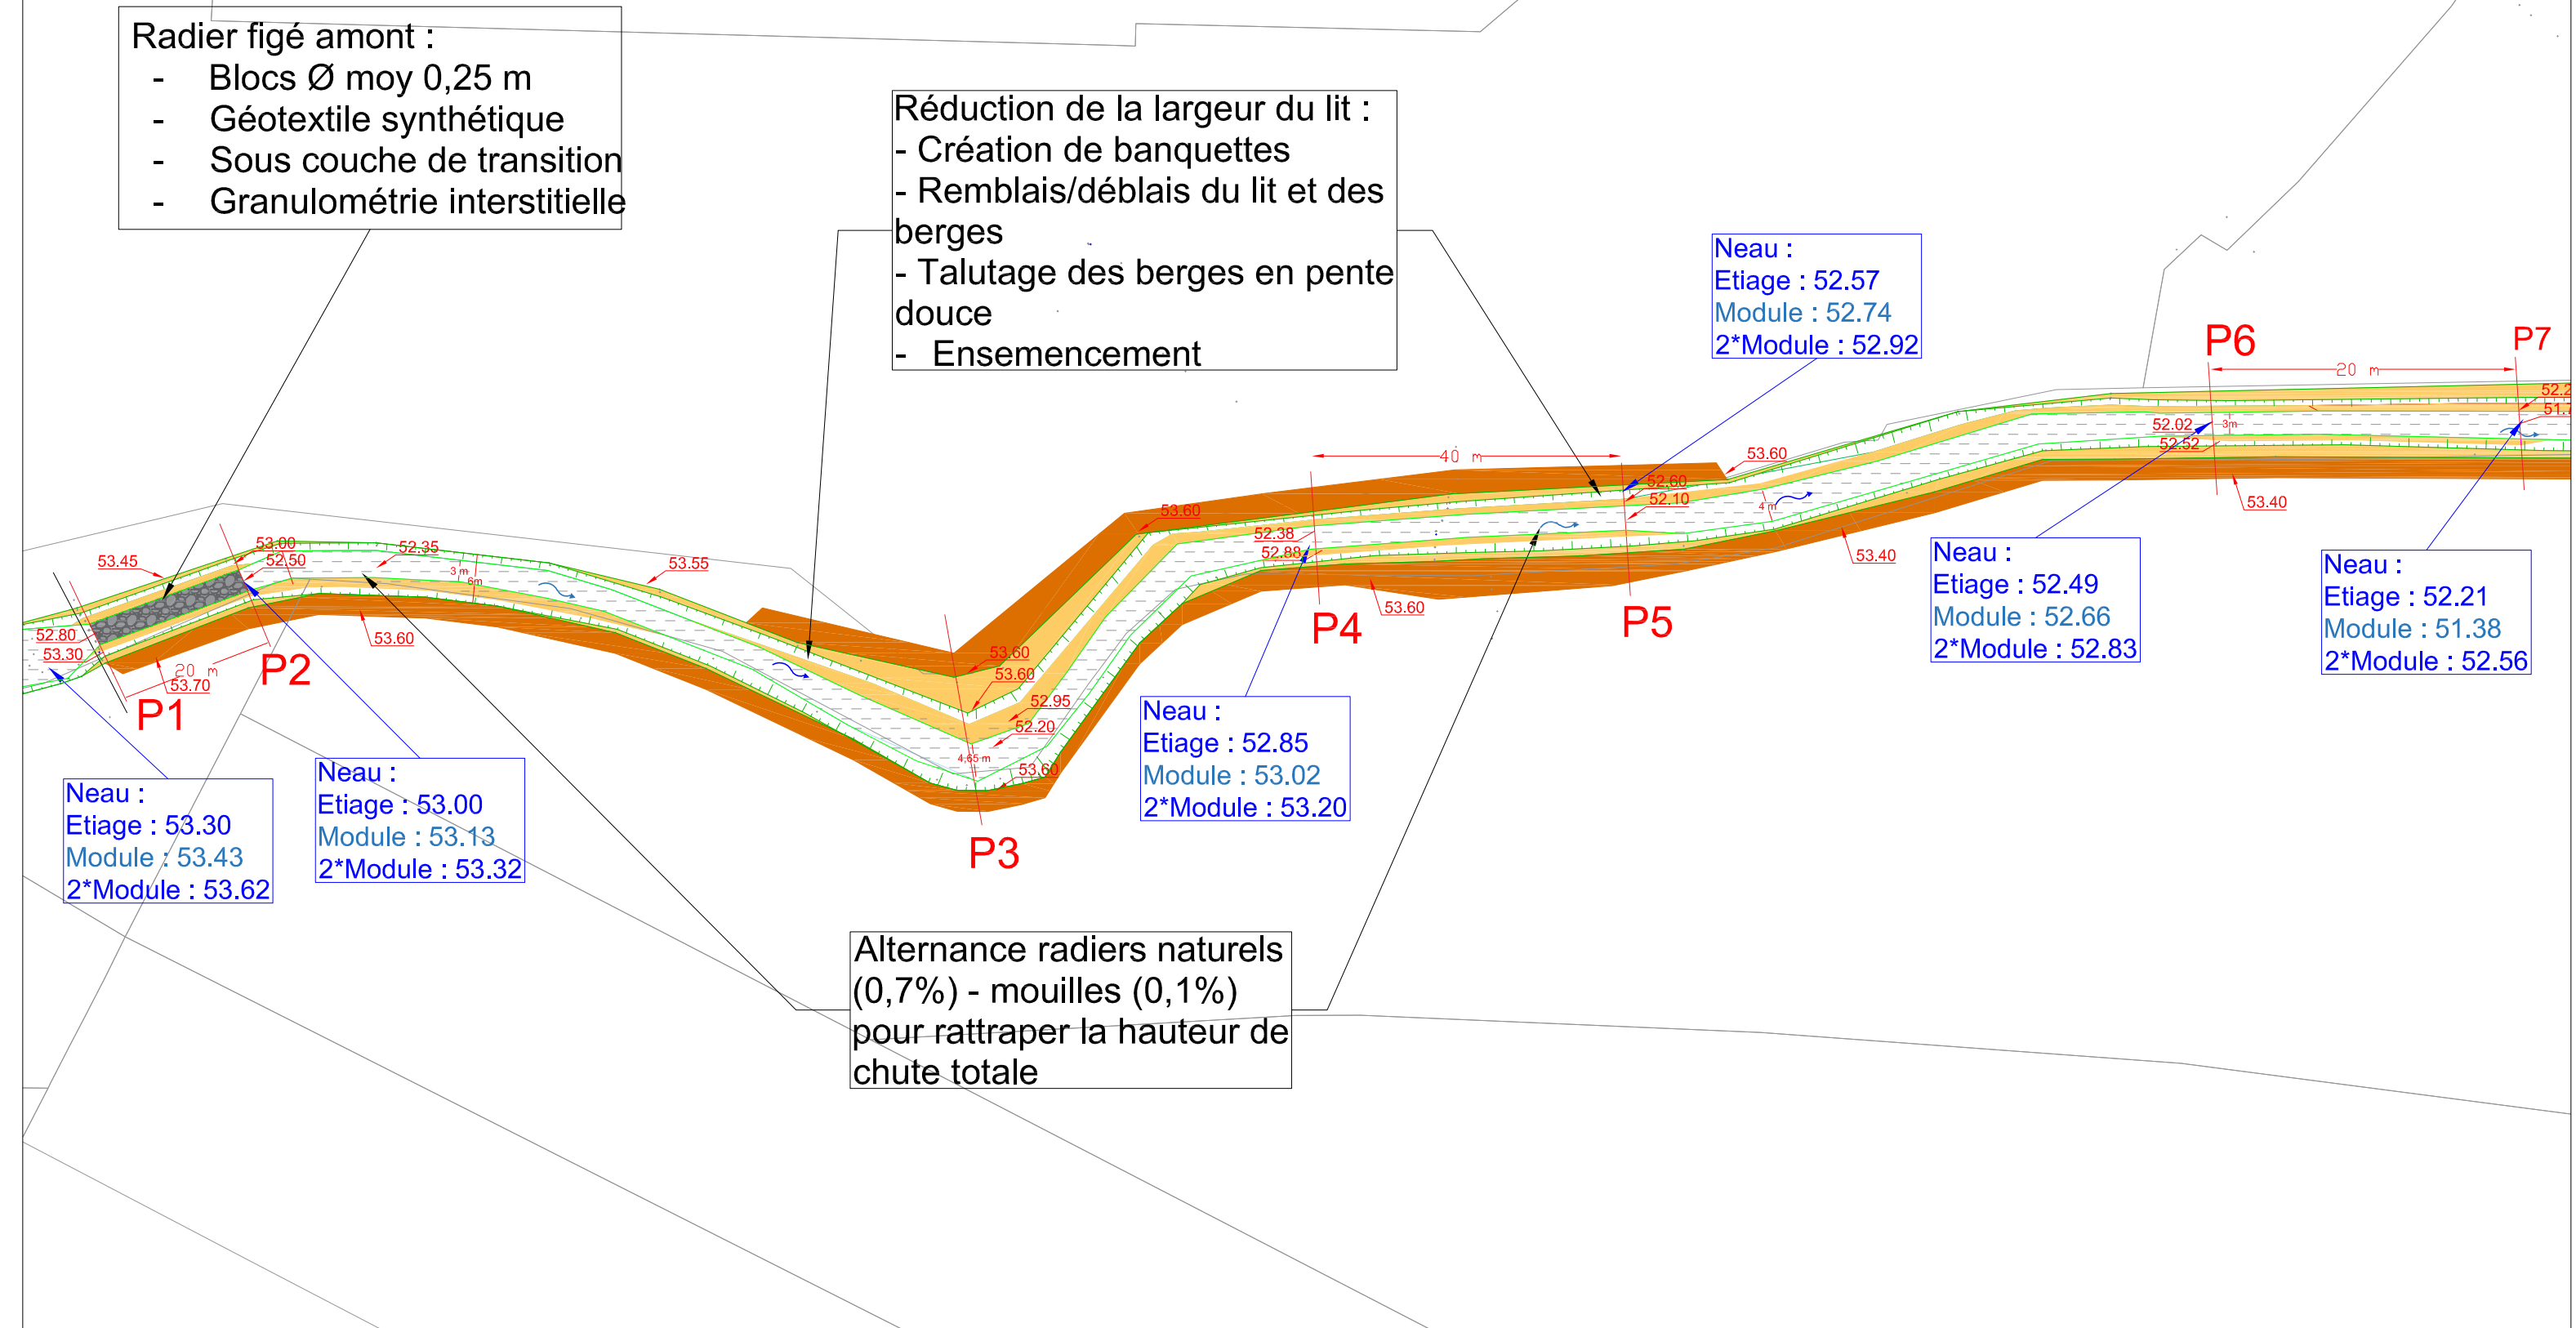 Radier figé amont :
- Blocs Ø moy 0,25 m
- Géotextile synthétique
- Sous couche de transition
- Granulométrie interstitielle
Réduction de la largeur du lit :
- Création de banquettes
- Remblais/déblais du lit et des
berges
- Talutage des berges en pente
douce
- Ensemencement
Neau :
Etiage : 52.57
Module : 52.74
2*Module : 52.92
P6
P7
20 m
52.02
3m
52.52
53.40
40 m
53.60
52.60
52.10
4 m
53.40
53.60
52.38
52.88
53.60
P4
P5
53.45
53.00
52.50
52.35
3 m
6m
53.55
52.80
53.30
20 m
53.70
53.60
P1
P2
53.60
53.60
52.95
52.20
4,65 m
53.60
P3
Neau :
Etiage : 52.49
Module : 52.66
2*Module : 52.83
Neau :
Etiage : 52.21
Module : 51.38
2*Module : 52.56
Neau :
Etiage : 52.85
Module : 53.02
2*Module : 53.20
Neau :
Etiage : 53.30
Module : 53.43
2*Module : 53.62
Neau :
Etiage : 53.00
Module : 53.13
2*Module : 53.32
Alternance radiers naturels
(0,7%) - mouilles (0,1%)
pour rattraper la hauteur de
chute totale